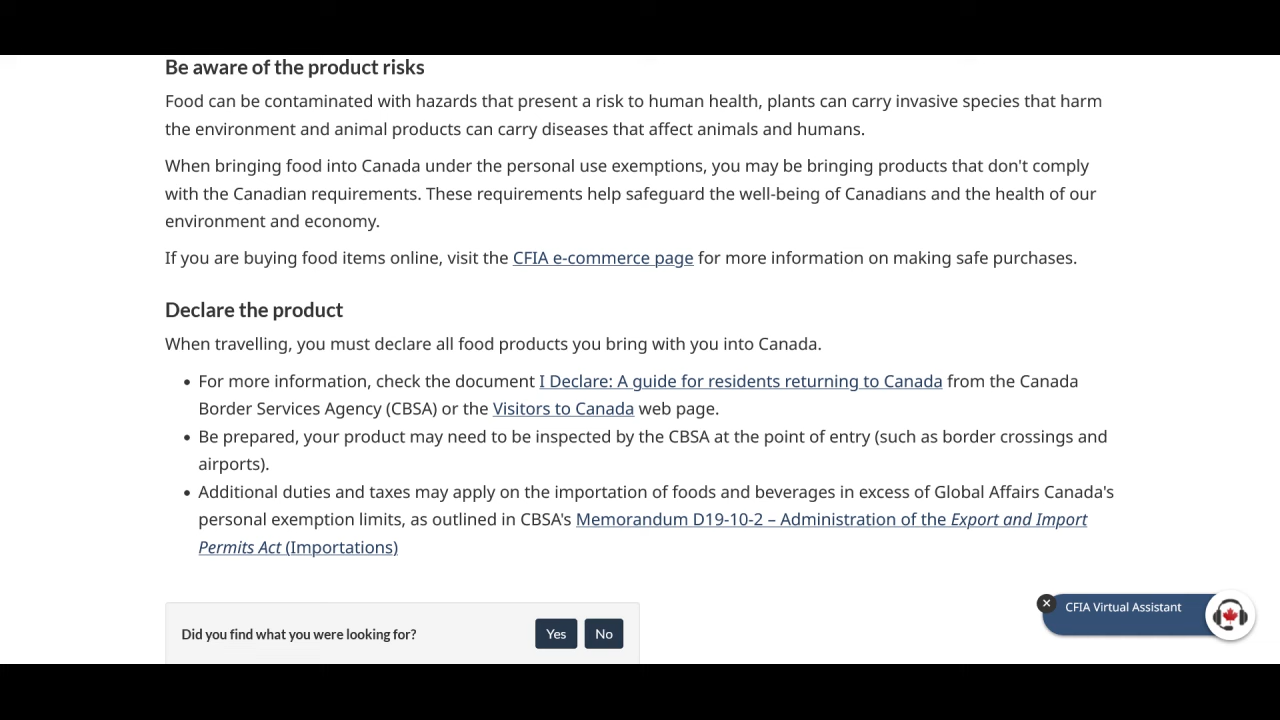 Be aware of the product risks
Food can be contaminated with hazards that present a risk to human health, plants can carry invasive species that harm
the environment and animal products can carry diseases that affect animals and humans.
When bringing food into Canada under the personal use exemptions, you may be bringing products that don't comply
with the Canadian requirements. These requirements help safeguard the well-being of Canadians and the health of our
environment and economy.
If you are buying food items online, visit the CFIA e-commerce page for more information on making safe purchases.
Declare the product
When travelling, you must declare all food products you bring with you into Canada.
• For more information, check the document I Declare: A guide for residents returning to Canada from the Canada
Border Services Agency (CBSA) or the Visitors to Canada web page.
• Be prepared, your product may need to be inspected by the CBSA at the point of entry (such as border crossings and
airports).
• Additional duties and taxes may apply on the importation of foods and beverages in excess of Global Affairs Canada's
personal exemption limits, as outlined in CBSA's Memorandum D19-10-2 – Administration of the Export and Import
Permits Act (Importations)
CFIA Virtual Assistant
Did you find what you were looking for? Yes No